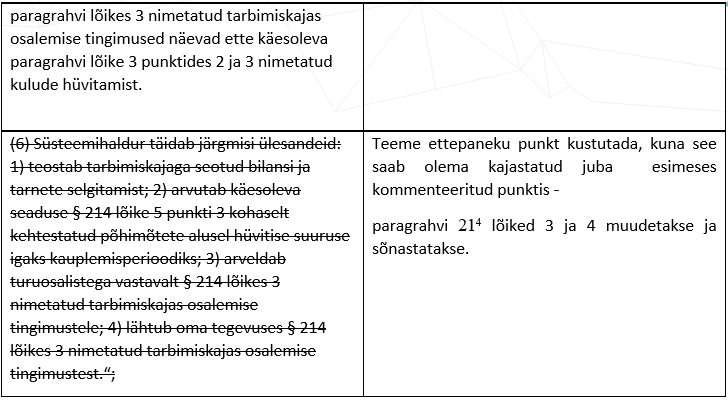 paragrahvi lõikes 3 nimetatud tarbimiskajas
osalemise tingimused näevad ette käesoleva
paragrahvi lõike 3 punktides 2 ja 3 nimetatud
kulude hüvitamist.
(6) Süsteemihaldur täidab järgmisi ülesandeid:
1) teostab tarbimiskajaga seotud bilansi ja
tarnete selgitamist; 2) arvutab käesoleva
seaduse § 214 lõike 5 punkti 3 kohaselt
kehtestatud põhimõtete alusel hüvitise suuruse
igaks kauplemisperioodiks; 3) arveldab
turuosalistega vastavalt § 214 lõikes 3
nimetatud tarbimiskajas osalemise
tingimustele; 4) lähtub oma tegevuses § 214
lõikes 3 nimetatud tarbimiskajas osalemise
tingimustest.“;
Teeme ettepaneku punkt kustutada, kuna see
saab olema kajastatud juba esimeses
kommenteeritud punktis -
paragrahvi 21⁴ lõiked 3 ja 4 muudetakse ja
sõnastatakse.